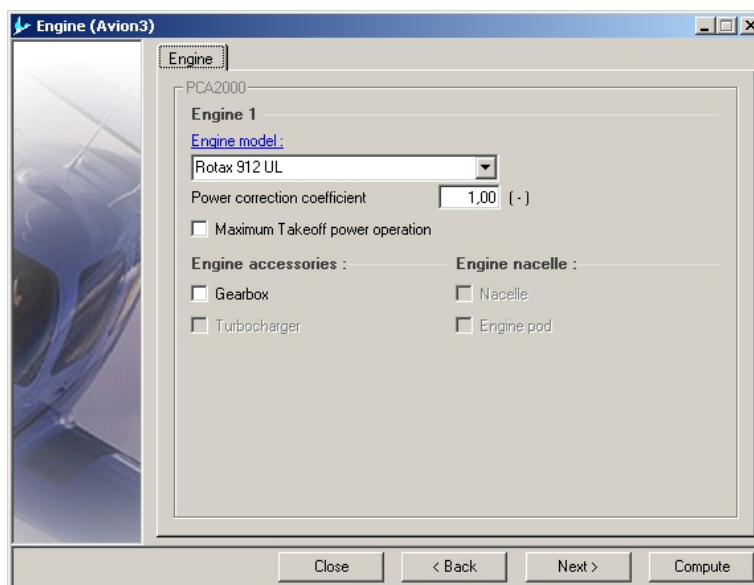 Engine (Avion3)
Engine
PCA2000
Engine 1
Engine model :
Rotax 912 UL
Power correction coefficient 1,00 ( - )
Maximum Takeoff power operation
Engine accessories : Engine nacelle :
Gearbox Nacelle
Turbocharger Engine pod
Close < Back Next > Compute